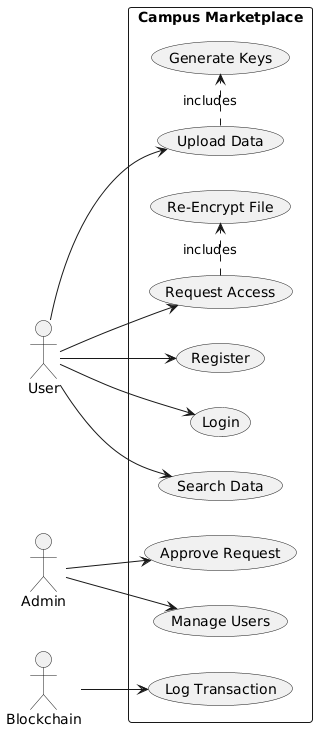 Campus Marketplace
Generate Keys
includes
Upload Data
Re-Encrypt File
includes
Request Access
Register
User
Login
Search Data
Approve Request
Admin
Manage Users
Log Transaction
Blockchain